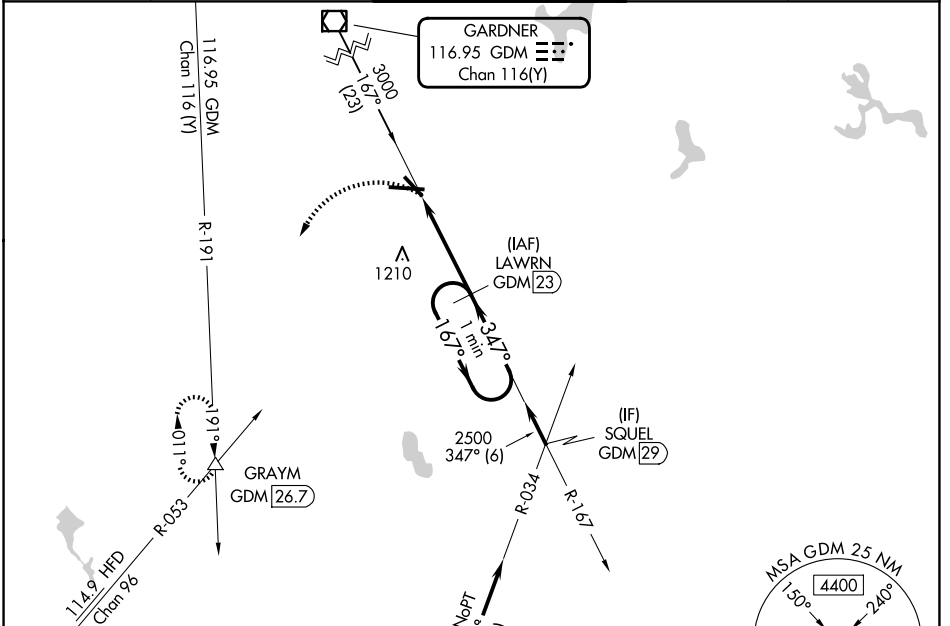 GARDNER
116.95 GDM
Chan 116(Y)
116.95 GDM
Chan 116 (Y)
3000
167°
(23)
R-191
1210
(IAF)
LAWRN
GDM 23
1 min
167°
347°
191°
011°
GRAYM
GDM 26.7
R-053
114.9 HFD
Chan 96
2500
347° (6)
(IF)
SQUEL
GDM 29
R-034
R-167
NoPT
MSA GDM 25 NM
4400
150°
240°